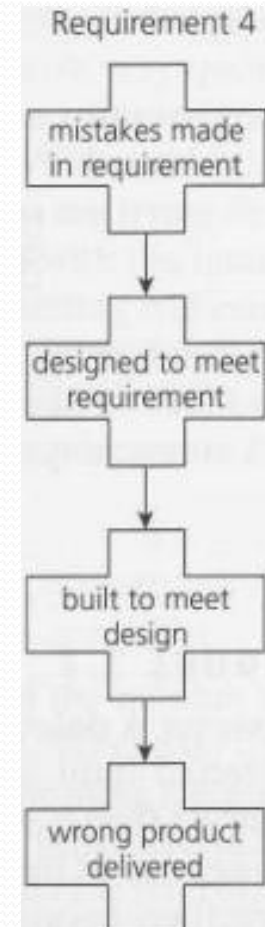 Requirement 4
mistakes made
in requirement
designed to meet
requirement
built to meet
design
wrong product
delivered